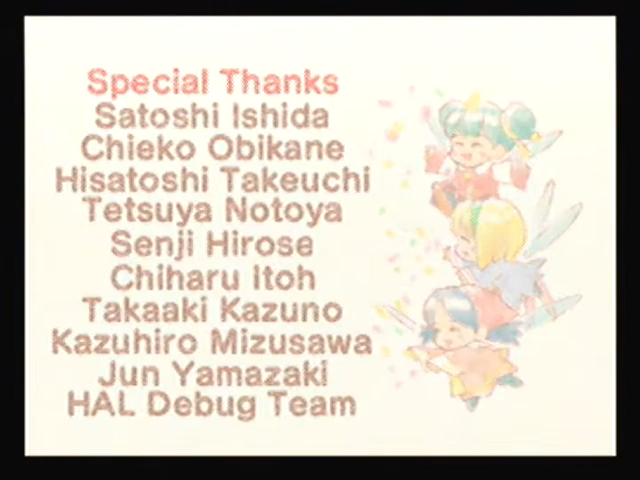 Special Thanks
Satoshi Ishida
Chieko Obikane
Hisatoshi Takeuchi
Tetsuya Notoya
Senji Hirose
Chiharu Itoh
Takaaki Kazuno
Kazuhiro Mizusawa
Jun Yamazaki
HAL Debug Team